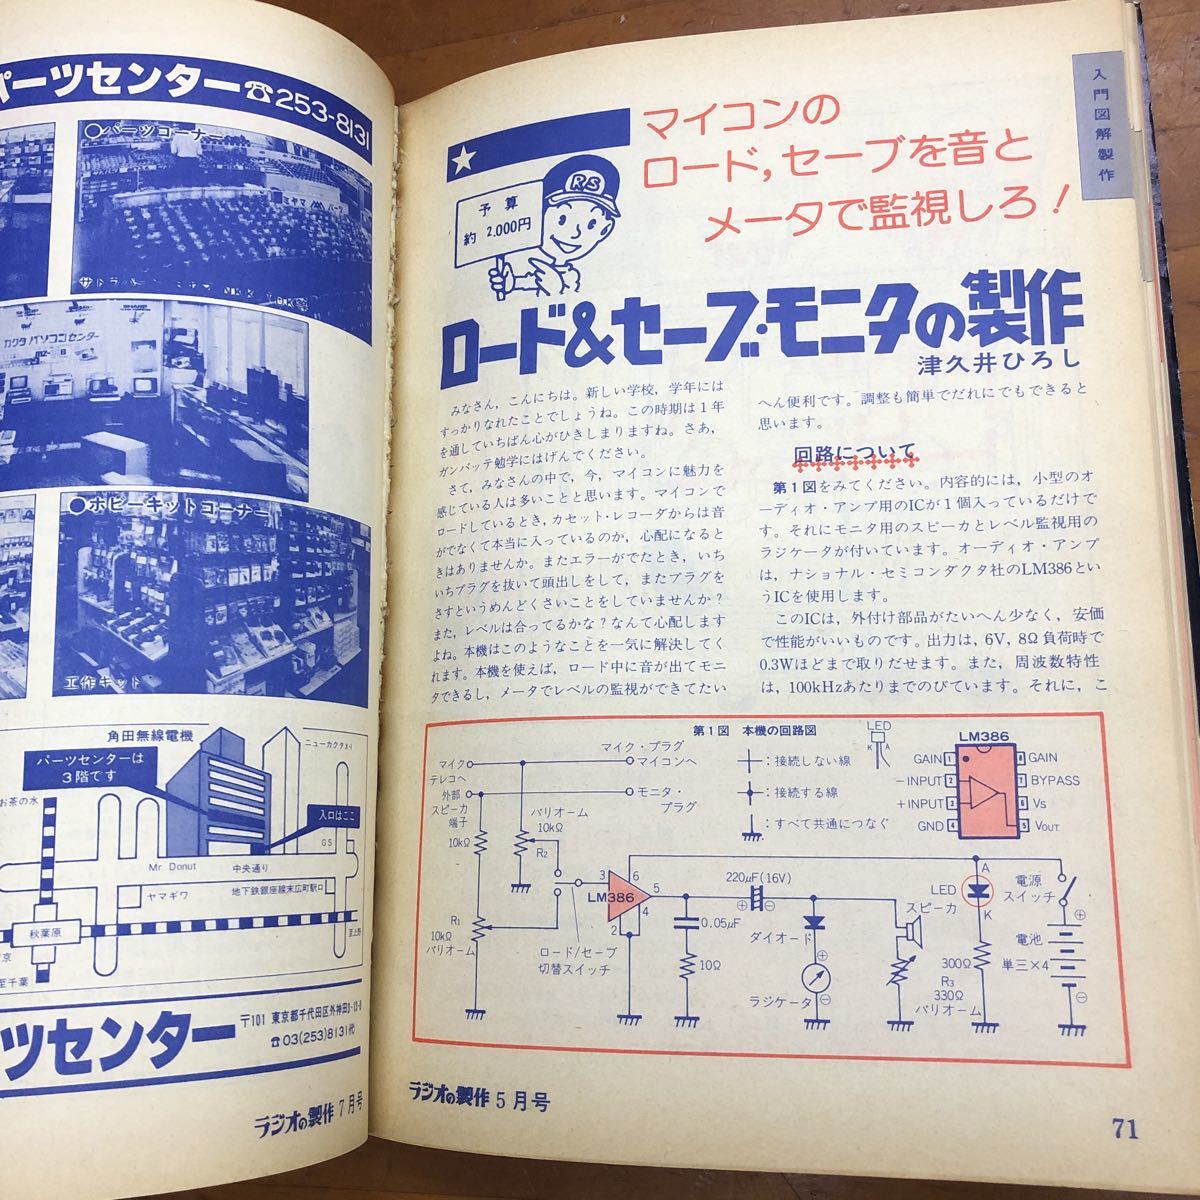 パーツセンター☎253-8131
○パーツコーナー
ミヤマ パーツ
カクタパソコンセンター
○ホビーキットコーナー
工作キット
角田無線電機
ニューカクタX-1
パーツセンターは
3階です
お茶の水
入口はここ
GS
Mr Donut
中央通り
ヤマギワ
地下鉄銀座線末広町駅口
秋葉原
至上野
至千葉
ツセンター
〒101 東京都千代田区外神田
☎03(253)8131代
ラジオの製作7月号
入門図解製作
★
予算
約2,000円
RS
マイコンの
ロード,セーブを音と
メータで監視しろ!
ロード&セーブ・モニタの製作
津久井ひろし
みなさん,こんにちは。新しい学校,学年には
すっかりなれたことでしょうね。この時期は1年
を通していちばん心がひきしまりますね。さあ,
ガンバッテ勉学にはげんでください。
さて,みなさんの中で,今,マイコンに魅力を
感じている人は多いことと思います。マイコンで
ロードしているとき,カセット・レコーダからは音
がでなくて本当に入っているのか,心配になると
きはありませんか。またエラーがでたとき,いち
いちプラグを抜いて頭出しをして,またプラグを
さすというめんどくさいことをしていませんか?
また,レベルは合ってるかな?なんて心配します
よね。本機はこのようなことを一気に解決してく
れます。本機を使えば,ロード中に音が出てモニ
タできるし,メータでレベルの監視ができてたい
へん便利です。調整も簡単でだれにでもできると
思います。
回路について
第1図をみてください。内容的には,小型のオ
ーディオ・アンプ用のICが1個入っているだけで
す。それにモニタ用のスピーカとレベル監視用の
ラジケータが付いています。オーディオ・アンプ
は,ナショナル・セミコンダクタ社のLM386とい
うICを使用します。
このICは,外付け部品がたいへん少なく,安価
で性能がいいものです。出力は,6V,8Ω負荷時で
0.3Wほどまで取りだせます。また,周波数特性
は,100kHzあたりまでのびています。それに,こ
第1図 本機の回路図
マイク・プラグ
マイク
テレコへ
マイコンへ
外部
スピーカ
端子
モニタ・
プラグ
:接続しない線
:接続する線
:すべて共通につなぐ
LED
K A
LM386
GAIN 1
-INPUT 2
+INPUT 3
GND 4
8 GAIN
7 BYPASS
6 Vs
5 VOUT
バリオーム
10kΩ
R2
10kΩ
R1
10kΩ
バリオーム
ロード/セーブ
切替スイッチ
3
6
LM386
5
2
4
220μF(16V)
⊕ ⊖
0.05μF
10Ω
ダイオード
⊕
⊖
ラジケータ
スピーカ
R3
330Ω
バリオーム
LED
A
K
300Ω
電源
スイッチ
⊕
電池
単三×4
⊖
ラジオの製作5月号
71